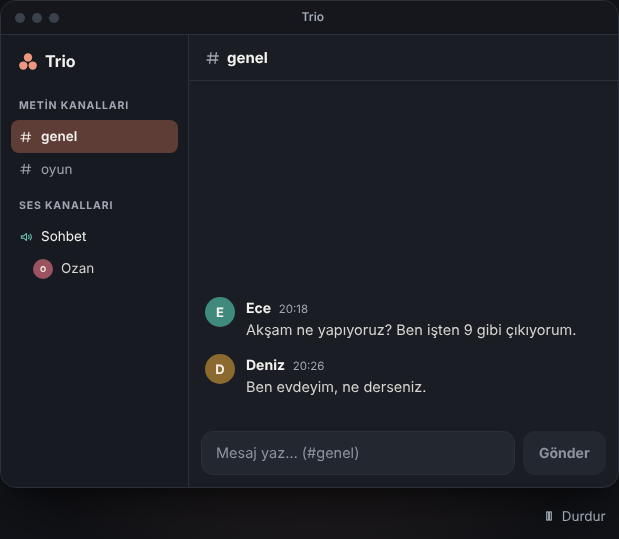 Trio
Trio
METİN KANALLARI
# genel
# oyun
SES KANALLARI
Sohbet
O Ozan
# genel
E Ece 20:18
Akşam ne yapıyoruz? Ben işten 9 gibi çıkıyorum.
D Deniz 20:26
Ben evdeyim, ne derseniz.
Mesaj yaz... (#genel)
Gönder
Durdur